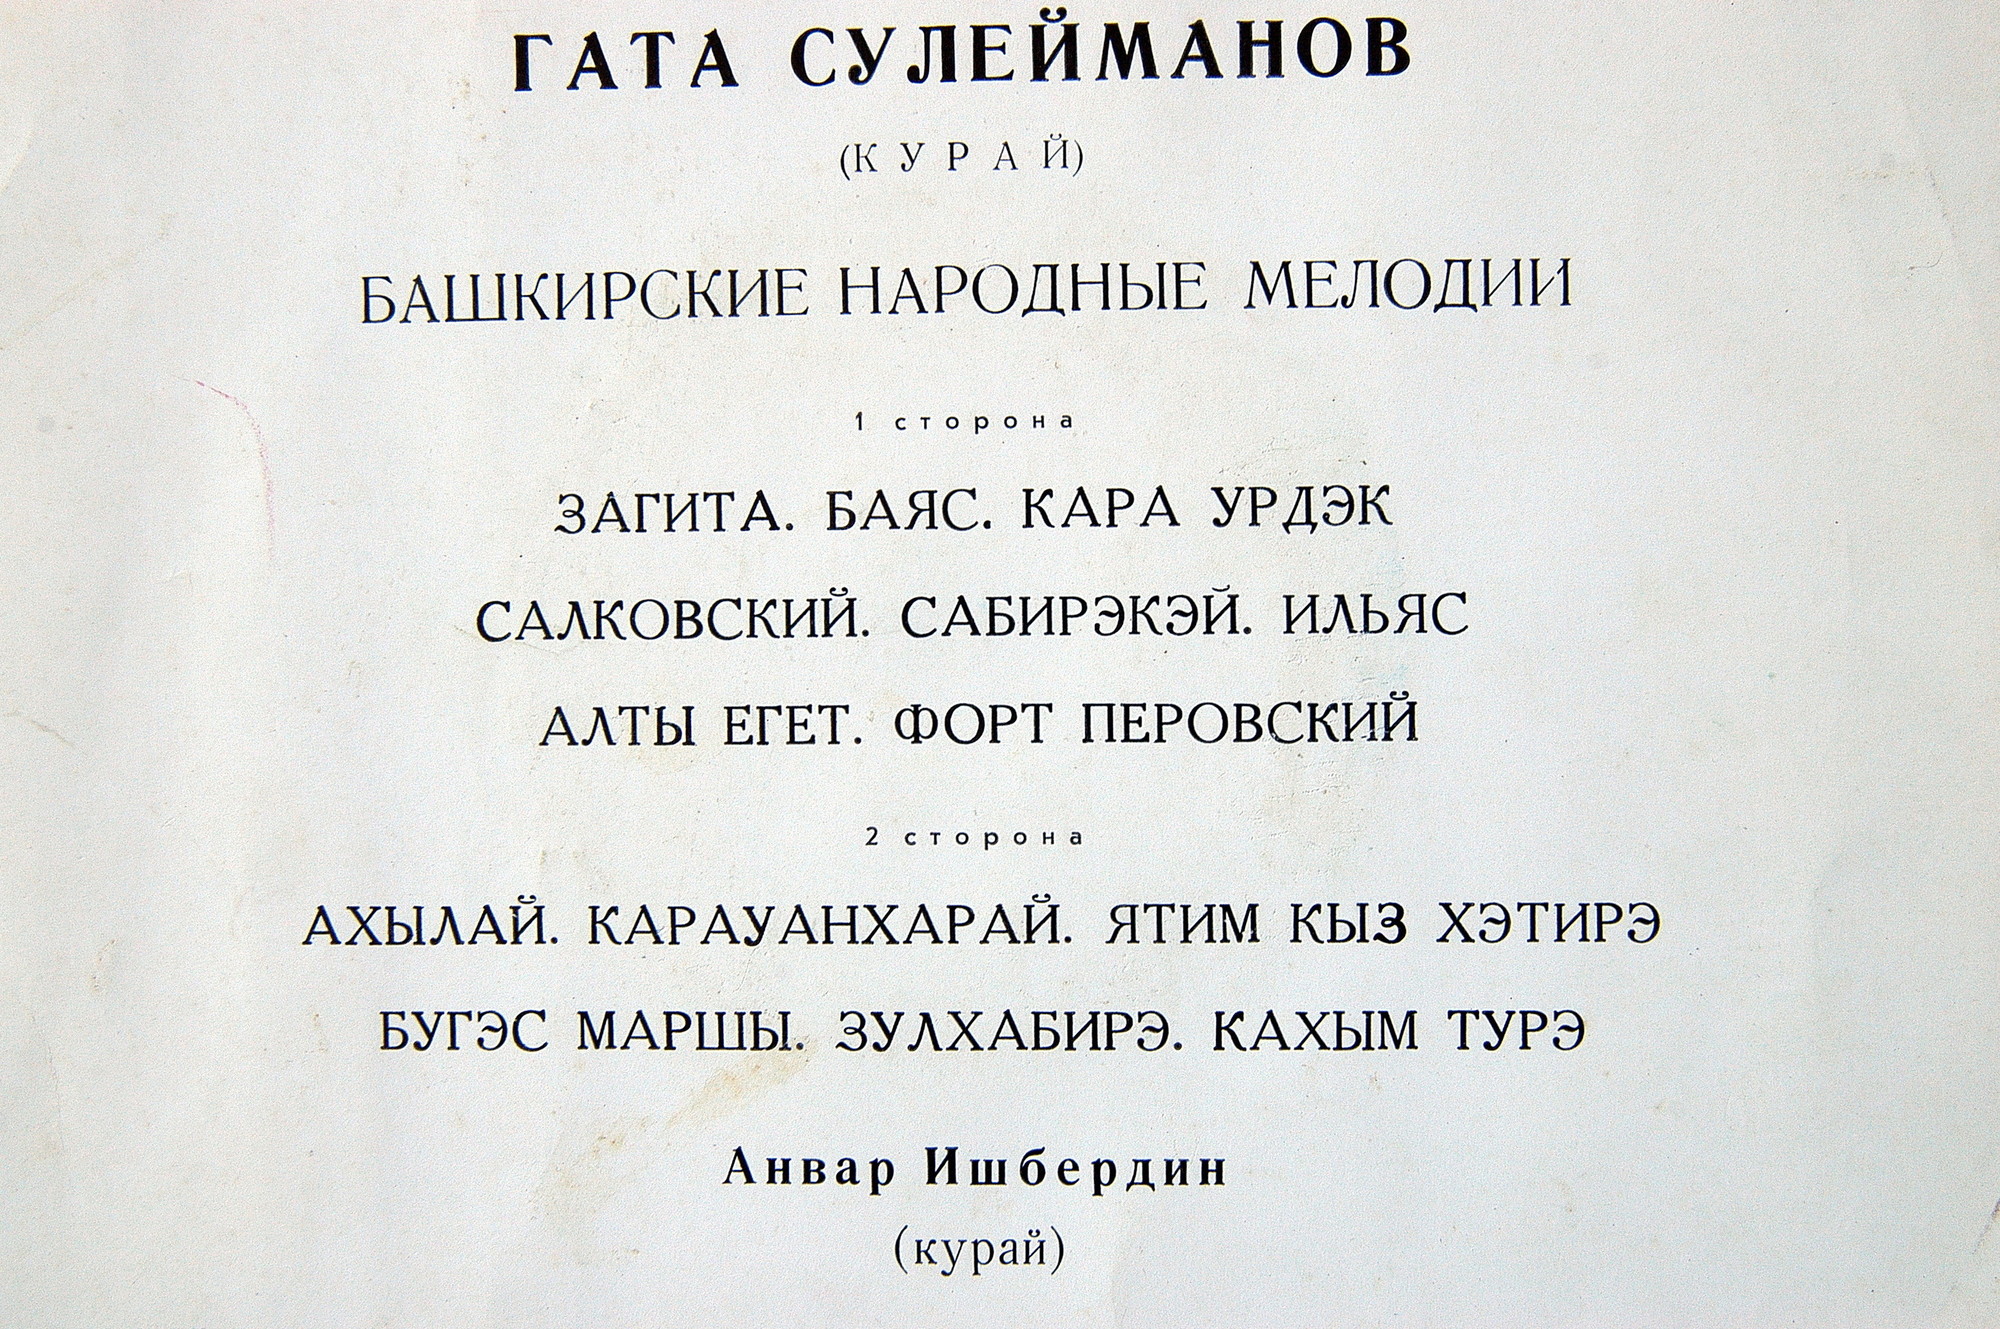 ГАТА СУЛЕЙМАНОВ
(КУРАЙ)
БАШКИРСКИЕ НАРОДНЫЕ МЕЛОДИИ
1 сторона
ЗАГИТА. БАЯС. КАРА УРДЭК
САЛКОВСКИЙ. САБИРЭКЭЙ. ИЛЬЯС
АЛТЫ ЕГЕТ. ФОРТ ПЕРОВСКИЙ
2 сторона
АХЫЛАЙ. КАРАУАНХАРАЙ. ЯТИМ КЫЗ ХЭТИРЭ
БУГЭС МАРШЫ. ЗУЛХАБИРЭ. КАХЫМ ТУРЭ
Анвар Ишбердин
(курай)